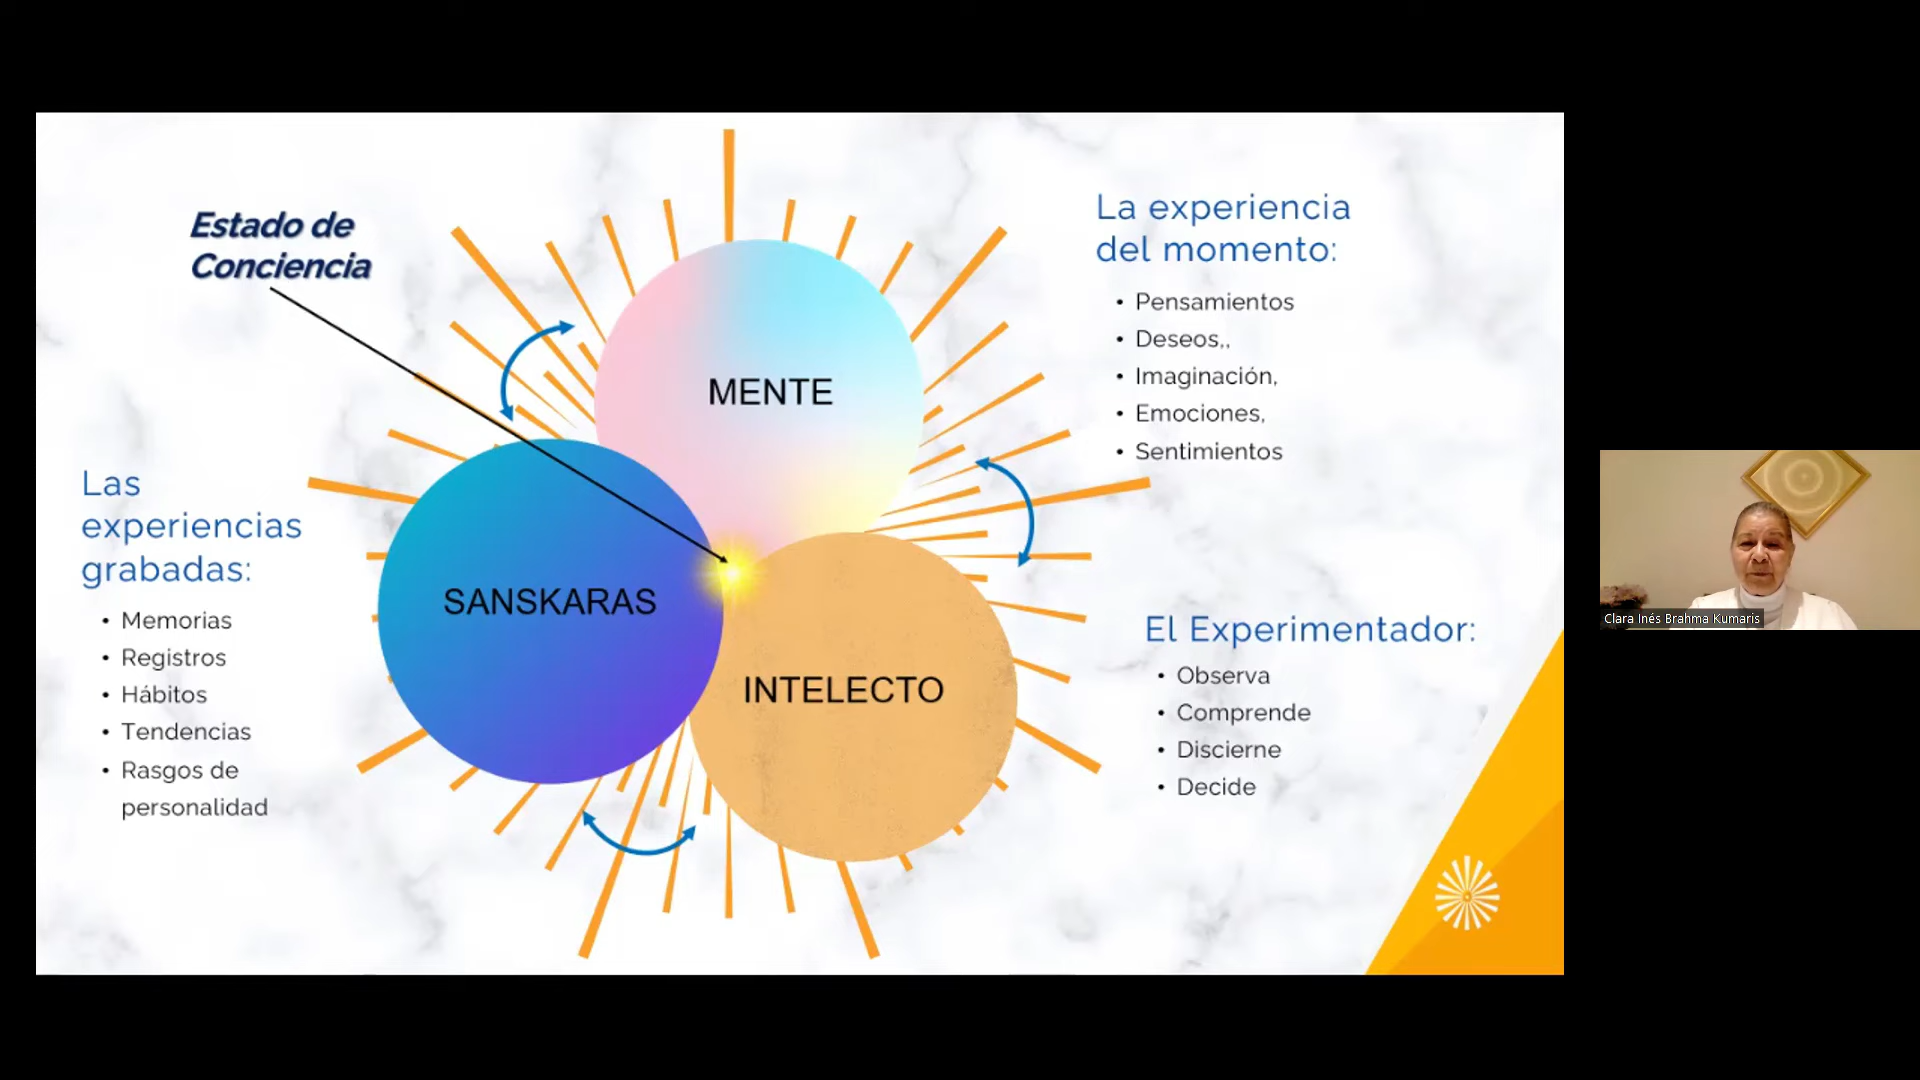 Estado de
Conciencia
MENTE
La experiencia
del momento:
• Pensamientos
• Deseos,,
• Imaginación,
• Emociones,
• Sentimientos
Las
experiencias
grabadas:
• Memorias
• Registros
• Hábitos
• Tendencias
• Rasgos de
personalidad
SANSKARAS
INTELECTO
El Experimentador:
• Observa
• Comprende
• Discierne
• Decide
Clara Inés Brahma Kumaris